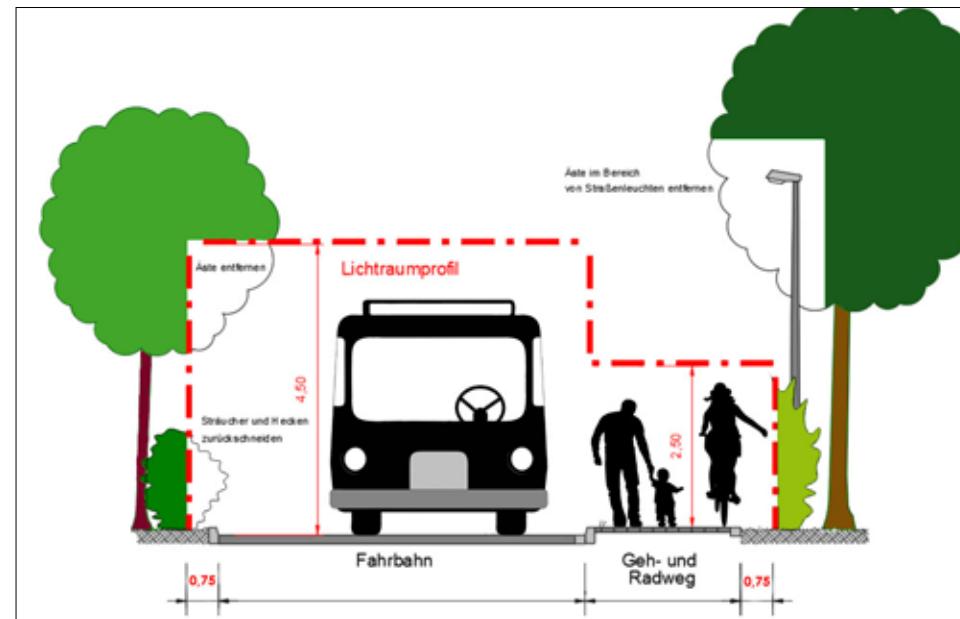 Äste im Bereich
von Straßenleuchten entfernen
Äste entfernen
Lichtraumprofil
4,50
Sträucher und Hecken
zurückschneiden
2,50
Fahrbahn
Geh- und
Radweg
0,75
0,75